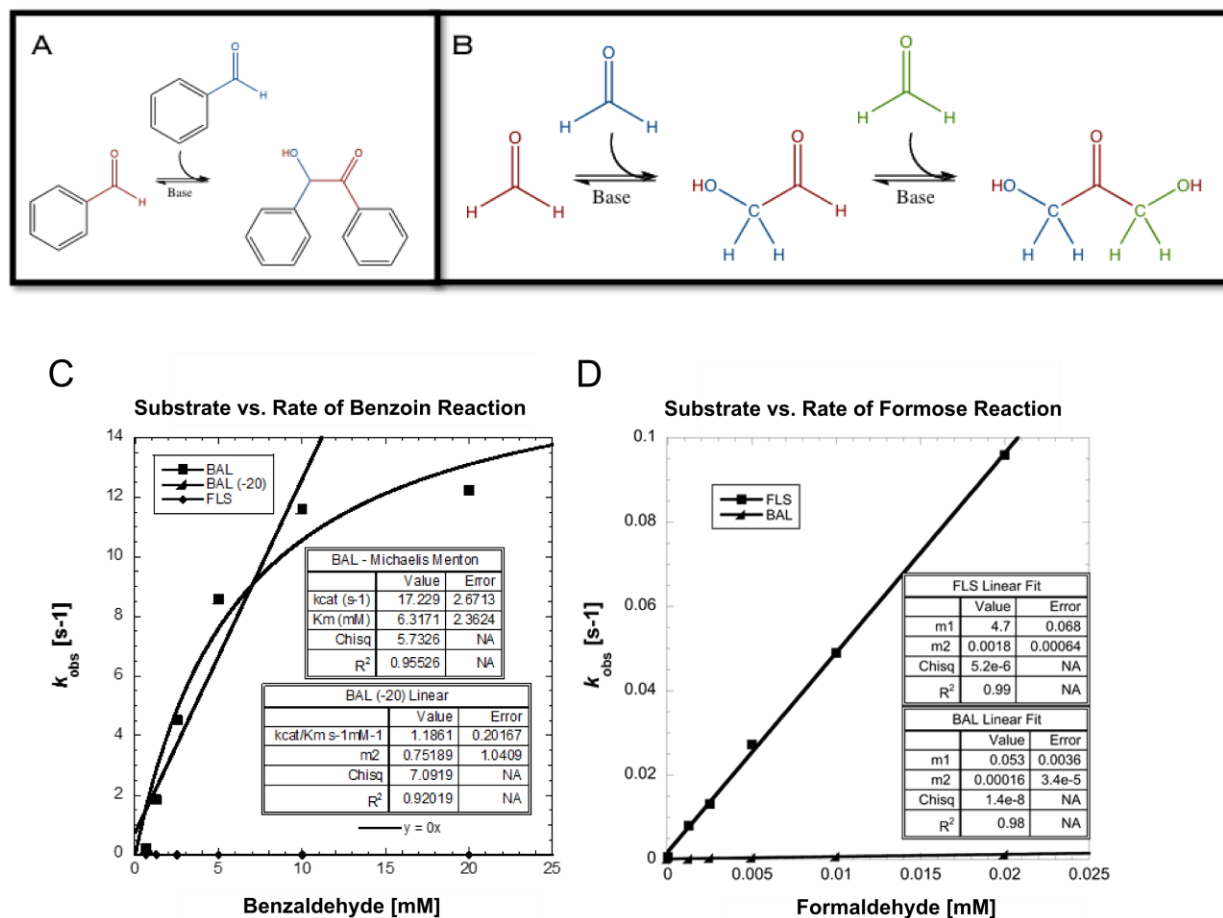 A
O
H
O
H
Base
HO
O
B
O
H H
O
H H
O
H H
Base
HO
O
C
H
H H
Base
HO
O
OH
C
C
H H
H H
C
Substrate vs. Rate of Benzoin Reaction
14
12
10
8
6
4
2
0
k obs [s-1]
BAL
BAL (-20)
FLS
BAL - Michaelis Menton
Value Error
kcat (s-1) 17.229 2.6713
Km (mM) 6.3171 2.3624
Chisq 5.7326 NA
R2 0.95526 NA
BAL (-20) Linear
Value Error
kcat/Km s-1mM-1 1.1861 0.20167
m2 0.75189 1.0409
Chisq 7.0919 NA
R2 0.92019 NA
y = 0x
0 5 10 15 20 25
Benzaldehyde [mM]
D
Substrate vs. Rate of Formose Reaction
0.1
0.08
0.06
0.04
0.02
0
k obs [s-1]
FLS
BAL
FLS Linear Fit
Value Error
m1 4.7 0.068
m2 0.0018 0.00064
Chisq 5.2e-6 NA
R2 0.99 NA
BAL Linear Fit
Value Error
m1 0.053 0.0036
m2 0.00016 3.4e-5
Chisq 1.4e-8 NA
R2 0.98 NA
0 0.005 0.01 0.015 0.02 0.025
Formaldehyde [mM]